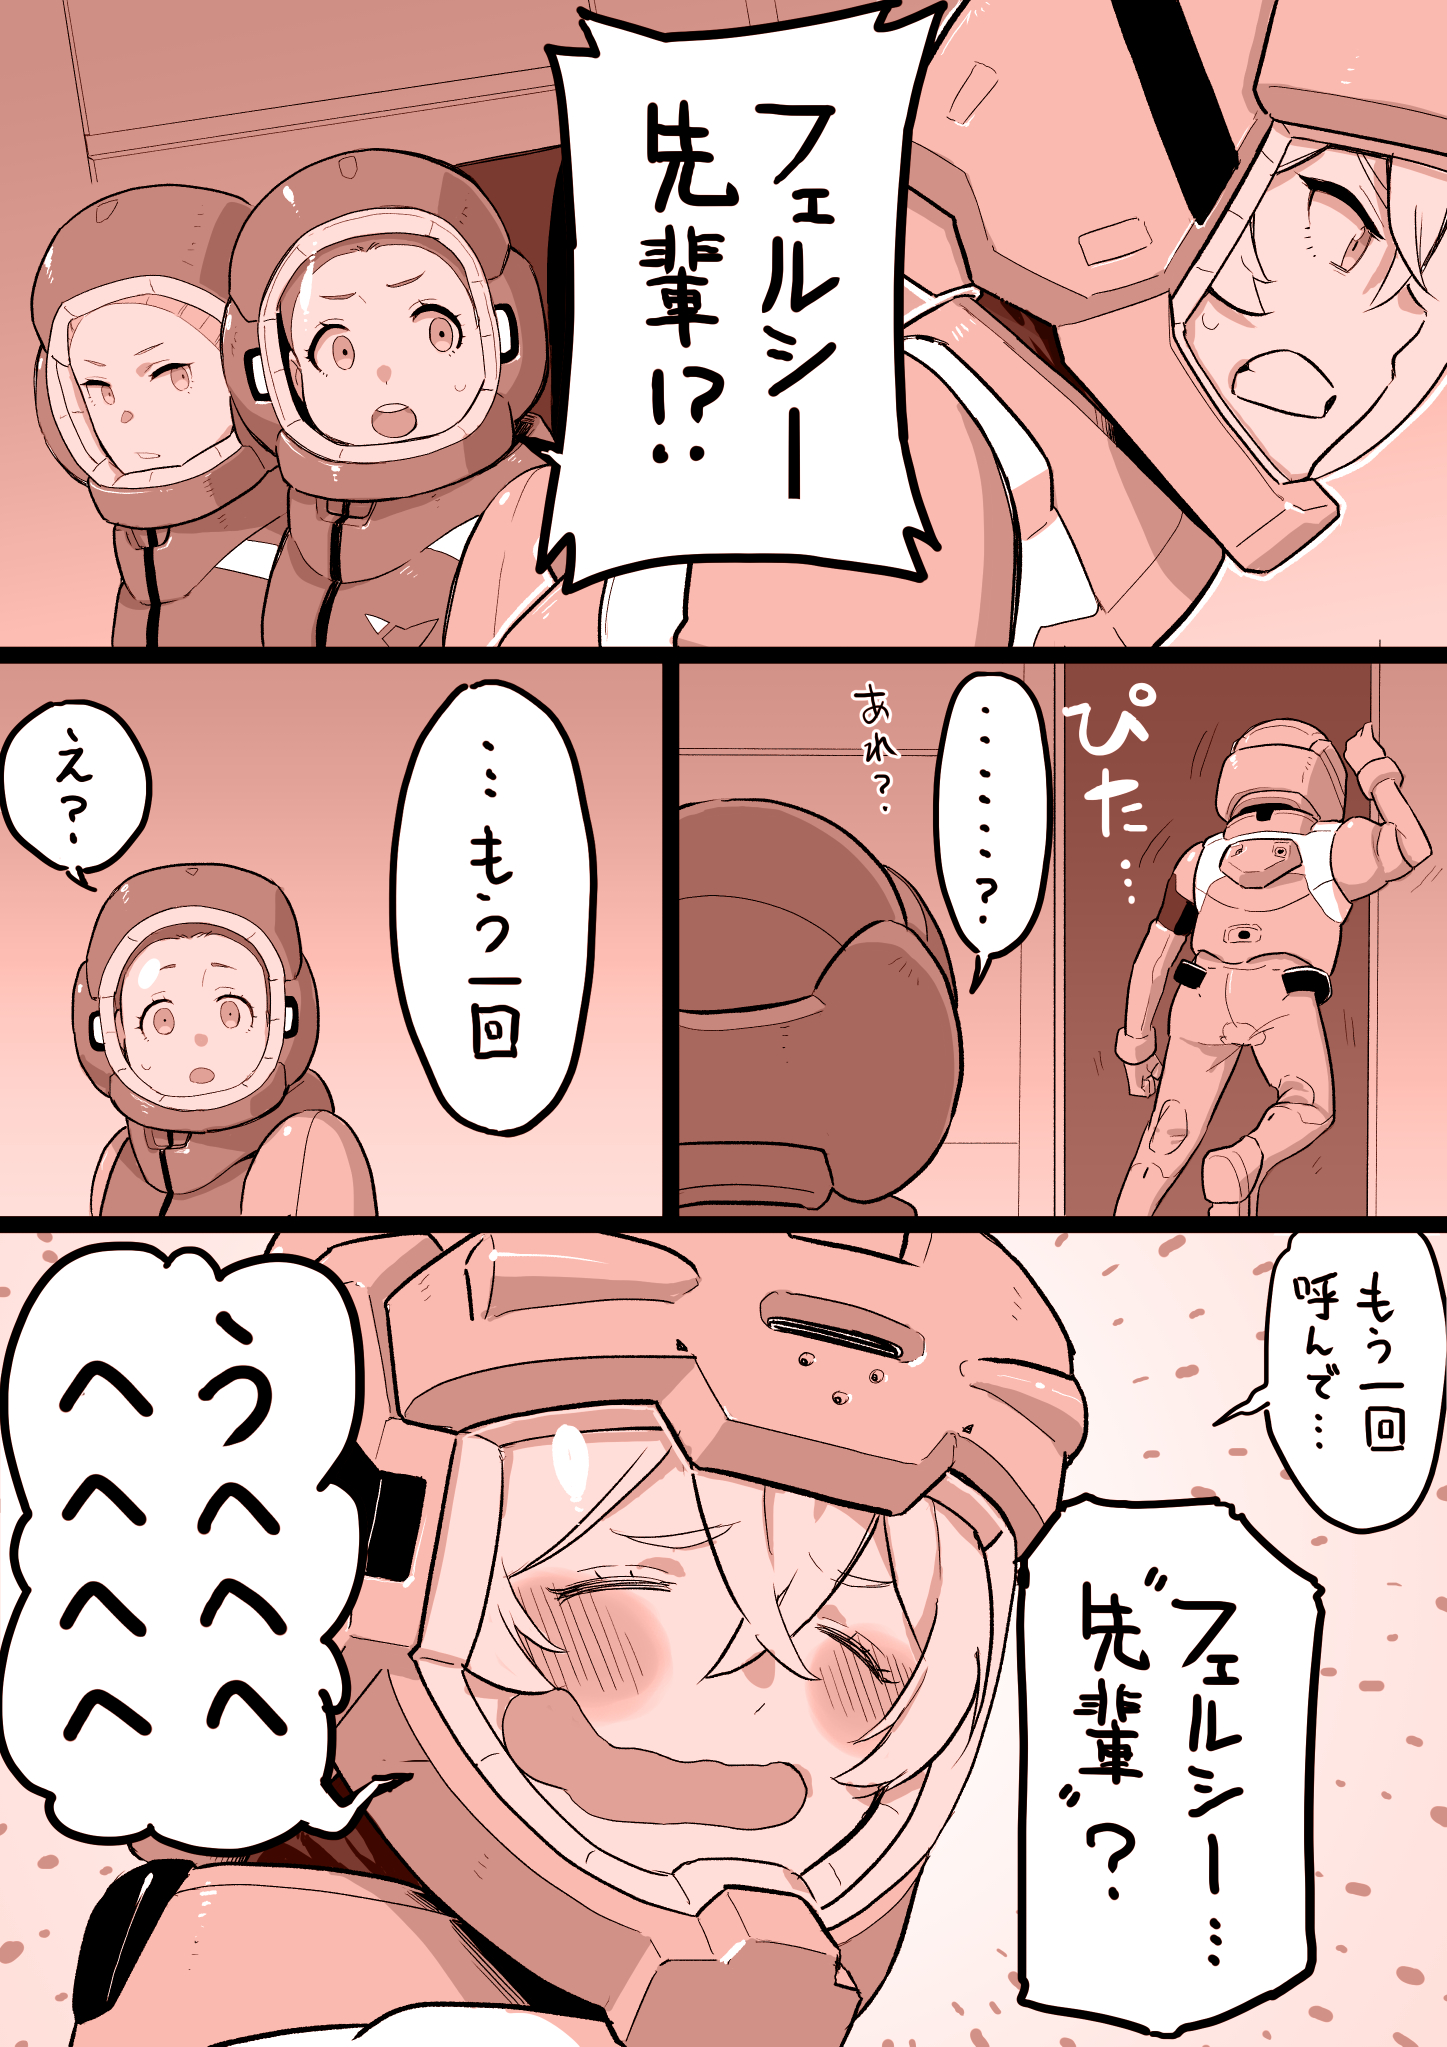 フェルシー
先輩!?
ぴた…
‥‥‥‥?
あれ?
…もう一回
え?
もう一回
呼んで…
フェルシー…
"先輩"?
うへへへ
へへへへ